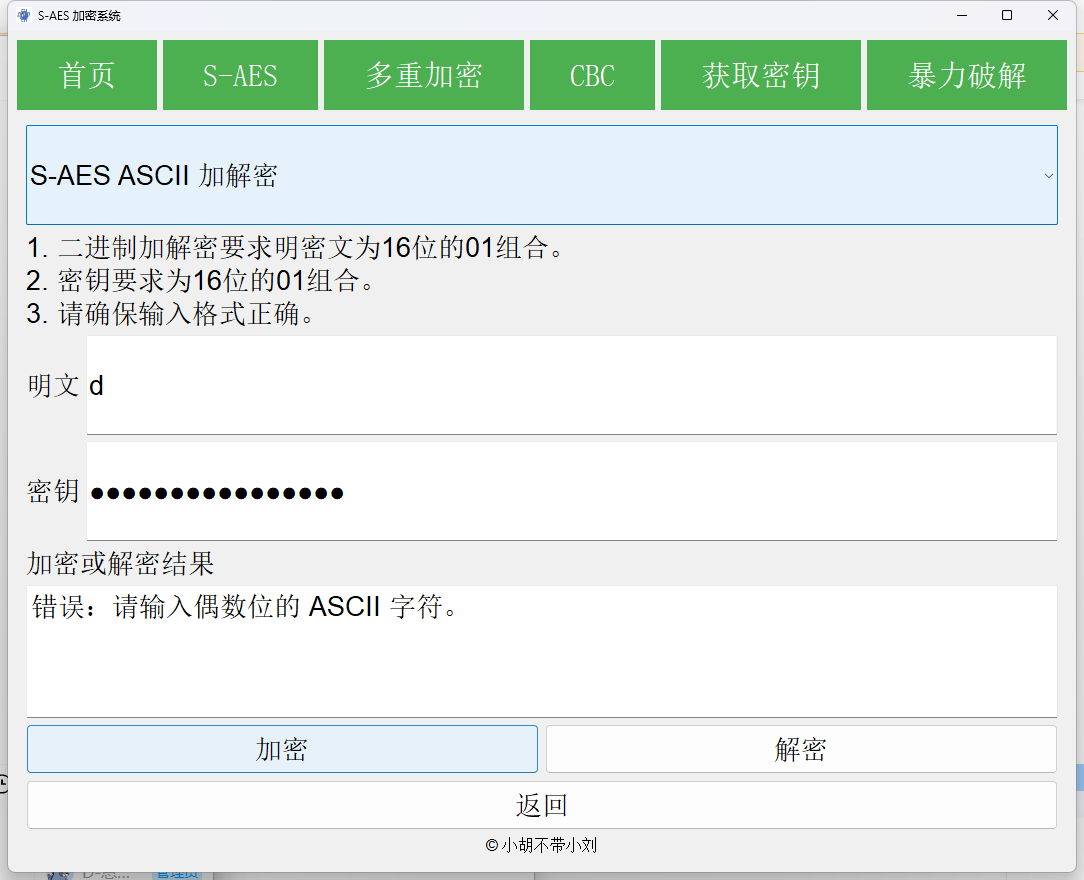 S-AES 加密系统
首页 S-AES 多重加密 CBC 获取密钥 暴力破解
S-AES ASCII 加解密
1. 二进制加解密要求明密文为16位的01组合。
2. 密钥要求为16位的01组合。
3. 请确保输入格式正确。
明文 d
密钥 ●●●●●●●●●●●●●●●●
加密或解密结果
错误：请输入偶数位的 ASCII 字符。
加密 解密
返回
© 小胡不带小刘
管理员